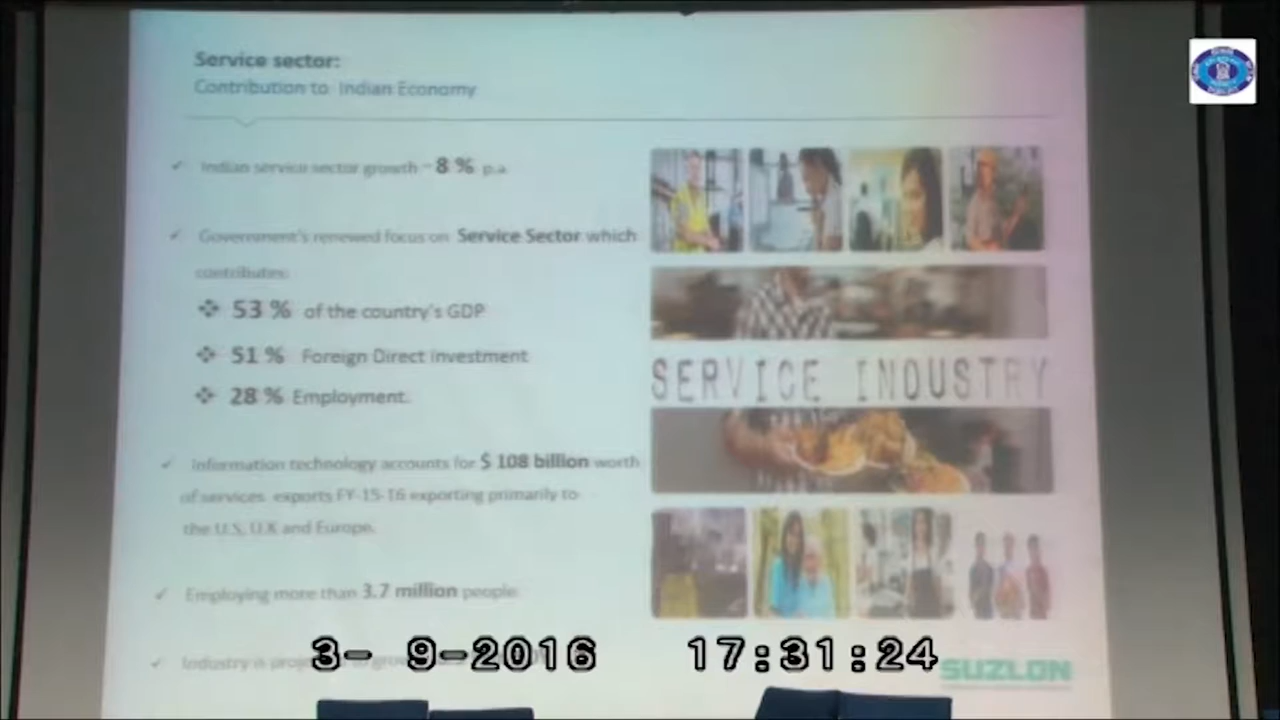 Service sector:
Contribution to Indian Economy
✓ Indian service sector growth ~ 8 % p.a
✓ Government's renewed focus on Service Sector which
contributes:
❖ 53 % of the country's GDP
❖ 51 % Foreign Direct Investment
❖ 28 % Employment.
✓ Information technology accounts for $ 108 billion worth
of services exports FY-15-16 exporting primarily to
the U.S, U.K and Europe.
SERVICE INDUSTRY
✓ Employing more than 3.7 million people
✓ Industry is
3- 9-2016 17:31:24
SUZLON